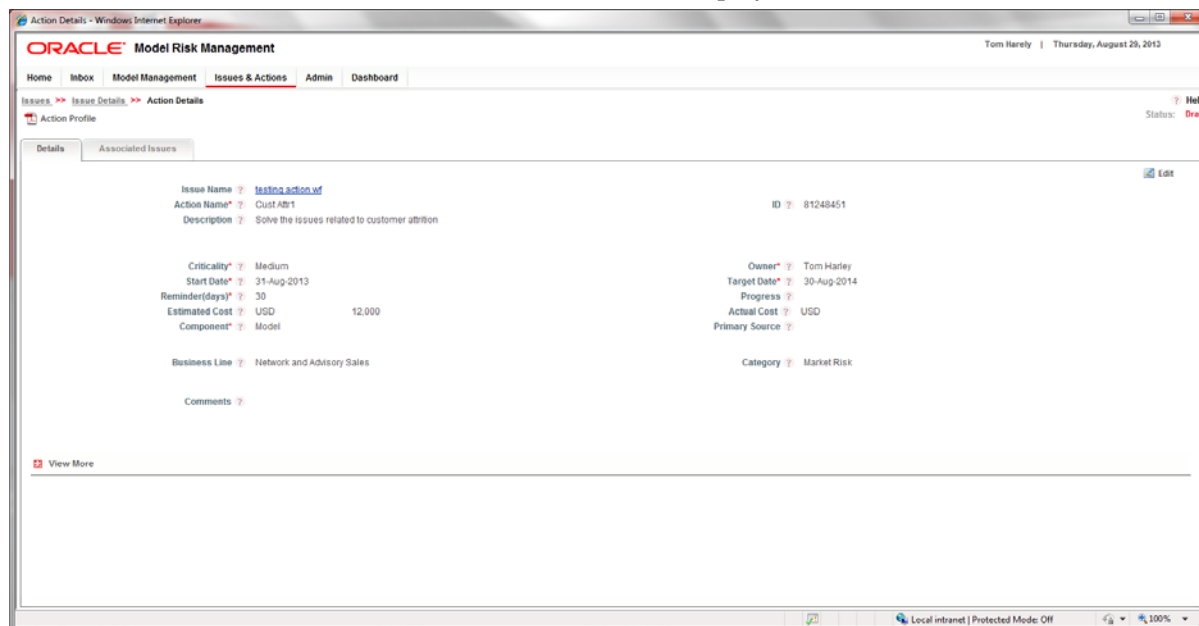 Action Details - Windows Internet Explorer
ORACLE Model Risk Management
Tom Harely | Thursday, August 29, 2013
Home Inbox Model Management Issues & Actions Admin Dashboard
Issues >> Issue Details >> Action Details
? Hel
Action Profile
Status: Dra
Details Associated Issues
Edit
Issue Name ? testing action wf
Action Name* ? Cust Attr1 ID ? 81248451
Description ? Solve the issues related to customer attrition
Criticality* ? Medium Owner* ? Tom Harley
Start Date* ? 31-Aug-2013 Target Date* ? 30-Aug-2014
Reminder(days)* ? 30 Progress ?
Estimated Cost ? USD 12,000 Actual Cost ? USD
Component* ? Model Primary Source ?
Business Line ? Network and Advisory Sales Category ? Market Risk
Comments ?
View More
Local intranet | Protected Mode: Off 100%